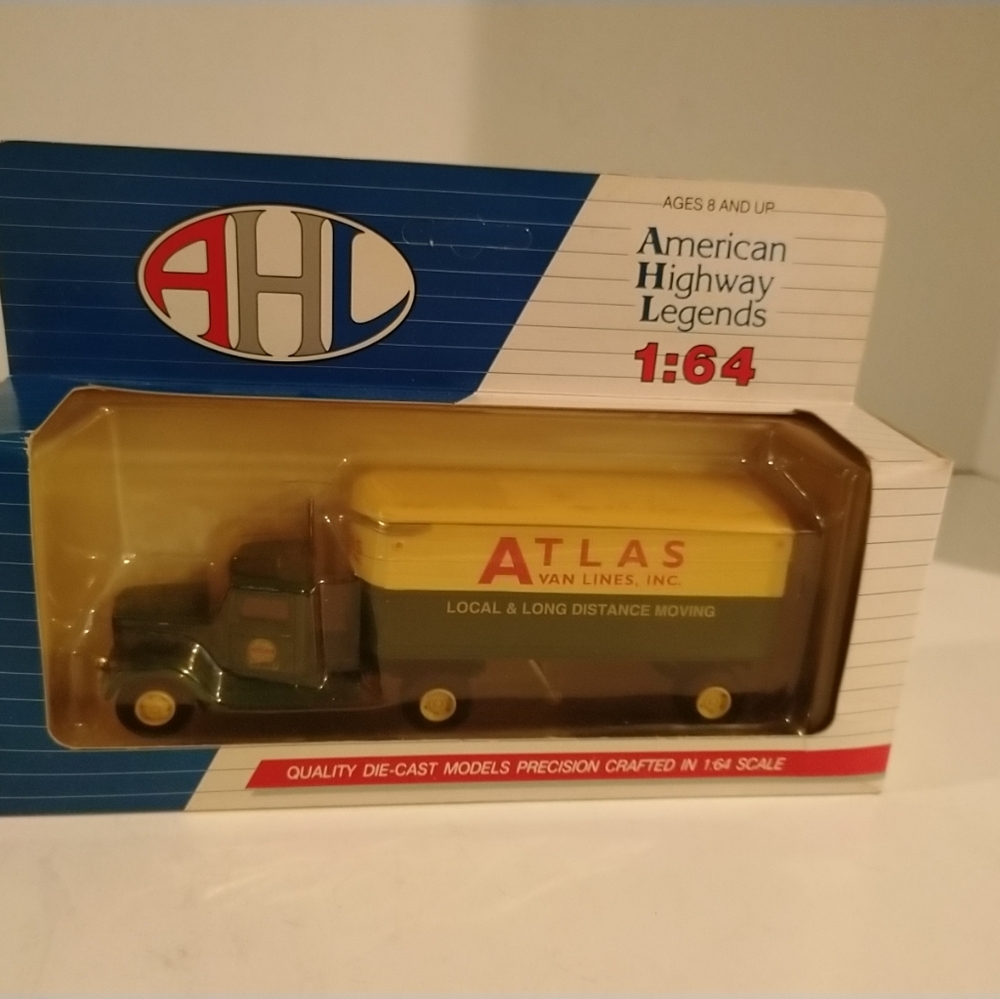 AHL
AGES 8 AND UP
American
Highway
Legends
1:64
ATLAS
VAN LINES, INC.
LOCAL & LONG DISTANCE MOVING
QUALITY DIE-CAST MODELS PRECISION CRAFTED IN 1:64 SCALE